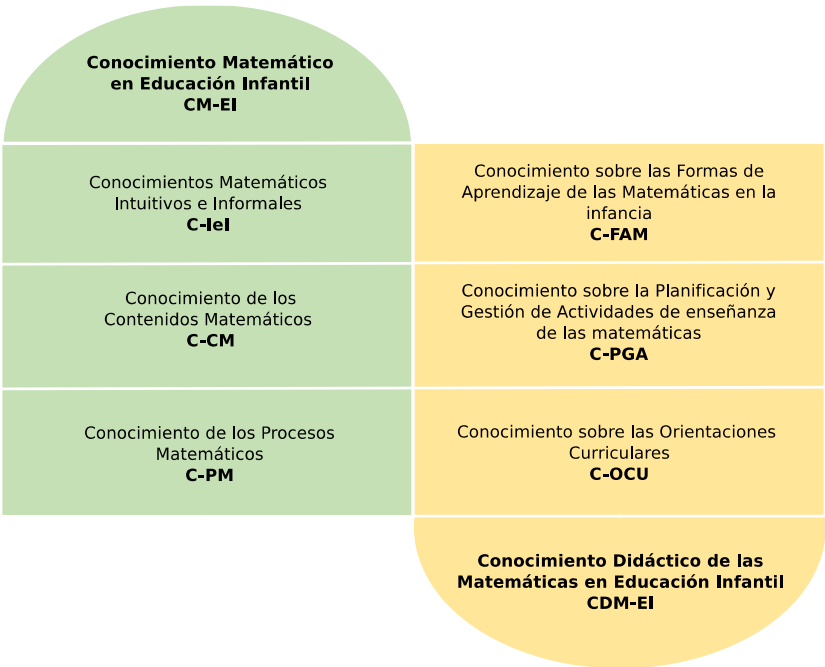 Conocimiento Matemático
en Educación Infantil
CM-EI
Conocimientos Matemáticos
Intuitivos e Informales
C-IeI
Conocimiento de los
Contenidos Matemáticos
C-CM
Conocimiento de los Procesos
Matemáticos
C-PM
Conocimiento sobre las Formas de
Aprendizaje de las Matemáticas en la
infancia
C-FAM
Conocimiento sobre la Planificación y
Gestión de Actividades de enseñanza
de las matemáticas
C-PGA
Conocimiento sobre las Orientaciones
Curriculares
C-OCU
Conocimiento Didáctico de las
Matemáticas en Educación Infantil
CDM-EI